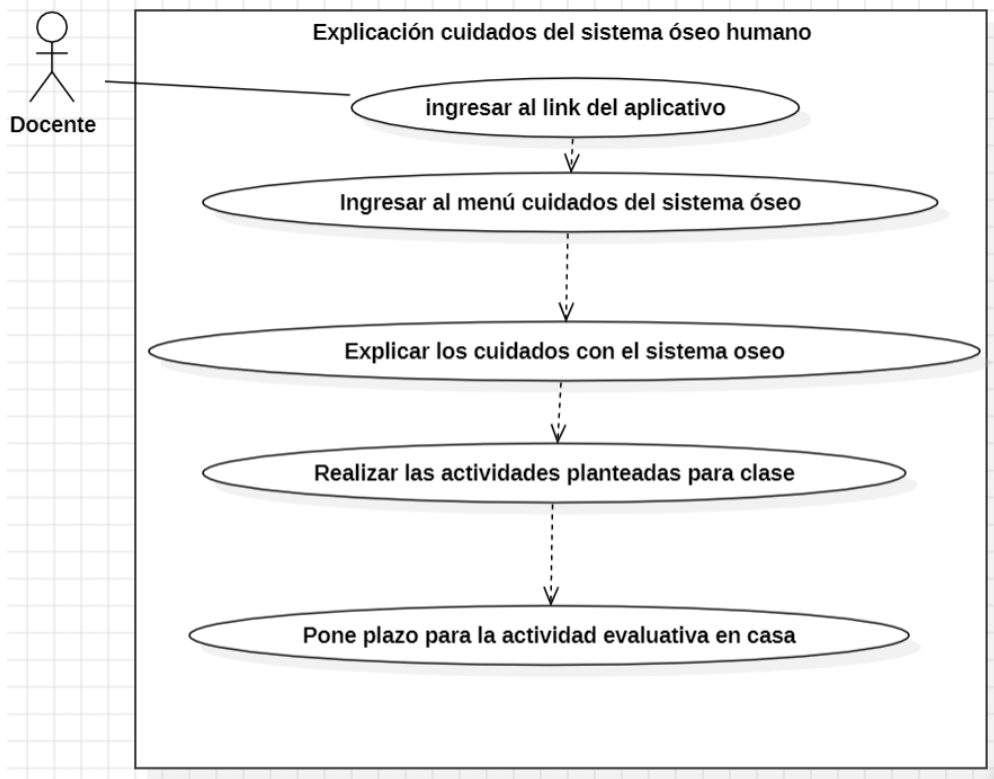 Explicación cuidados del sistema óseo humano
ingresar al link del aplicativo
Docente
Ingresar al menú cuidados del sistema óseo
Explicar los cuidados con el sistema oseo
Realizar las actividades planteadas para clase
Pone plazo para la actividad evaluativa en casa